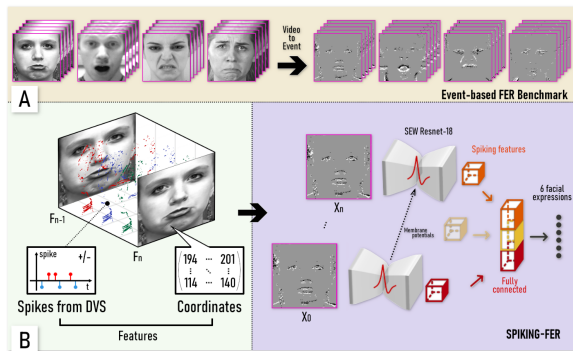 Video
to
Event
A
Event-based FER Benchmark
B
Fn-1
Fn
spike
+/-
t
Spikes from DVS
194 ··· 201
114 ··· 140
Coordinates
Features
SEW Resnet-18
Spiking features
Xn
X0
Membrane
potentials
6 facial
expressions
Fully
connected
SPIKING-FER